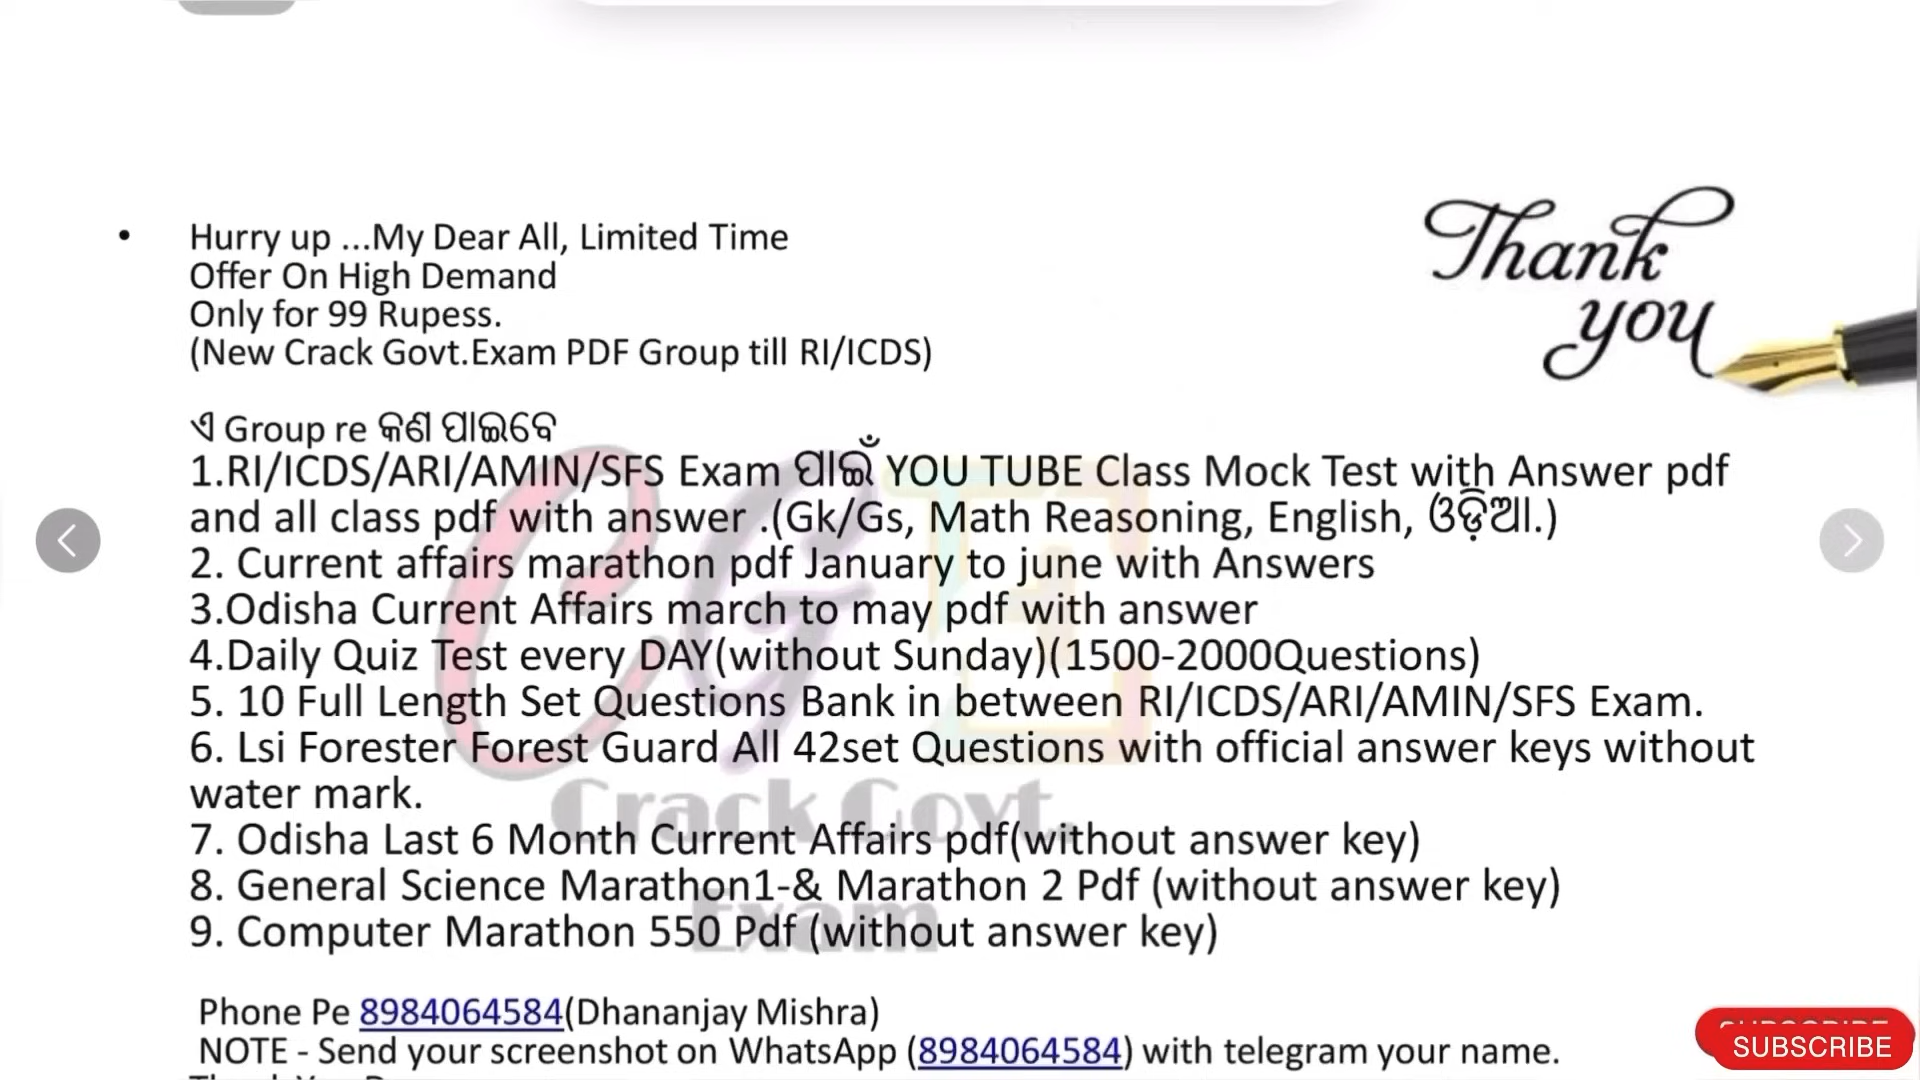 Thank
you
• Hurry up ...My Dear All, Limited Time
Offer On High Demand
Only for 99 Rupess.
(New Crack Govt.Exam PDF Group till RI/ICDS)
ଏ Group re କଣ ପାଇବେ
1.RI/ICDS/ARI/AMIN/SFS Exam ପାଇଁ YOU TUBE Class Mock Test with Answer pdf
and all class pdf with answer .(Gk/Gs, Math Reasoning, English, ଓଡ଼ିଆ.)
2. Current affairs marathon pdf January to june with Answers
3.Odisha Current Affairs march to may pdf with answer
4.Daily Quiz Test every DAY(without Sunday)(1500-2000Questions)
5. 10 Full Length Set Questions Bank in between RI/ICDS/ARI/AMIN/SFS Exam.
6. Lsi Forester Forest Guard All 42set Questions with official answer keys without
water mark.
7. Odisha Last 6 Month Current Affairs pdf(without answer key)
8. General Science Marathon1-& Marathon 2 Pdf (without answer key)
9. Computer Marathon 550 Pdf (without answer key)
CGE
Crack Govt.
Exam
Phone Pe 8984064584(Dhananjay Mishra)
NOTE - Send your screenshot on WhatsApp (8984064584) with telegram your name.
SUBSCRIBE